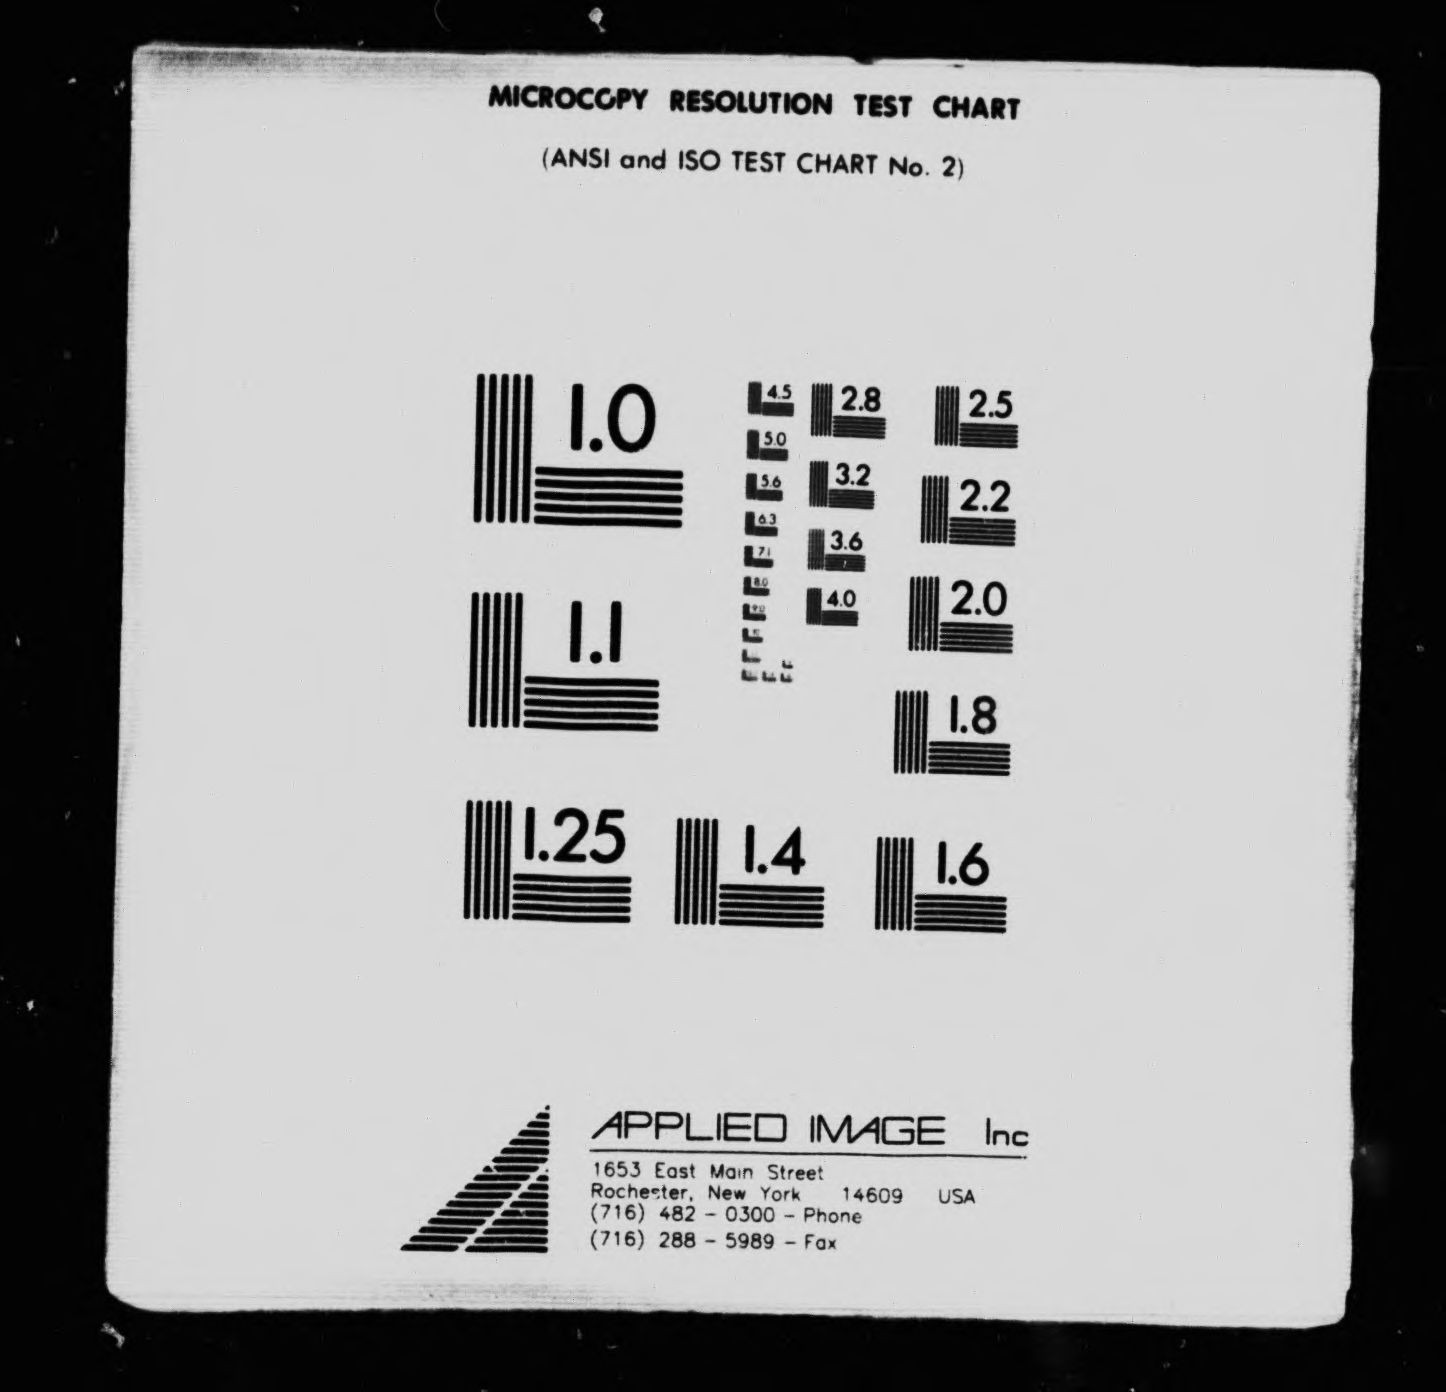 MICROCOPY RESOLUTION TEST CHART
(ANSI and ISO TEST CHART No. 2)
1.0
1.1
1.25
1.4
1.6
1.8
2.0
2.2
2.5
2.8
3.2
3.6
4.0
4.5
5.0
5.6
6.3
7.1
8.0
9.0
APPLIED IMAGE Inc
1653 East Main Street
Rochester, New York 14609 USA
(716) 482 - 0300 - Phone
(716) 288 - 5989 - Fax